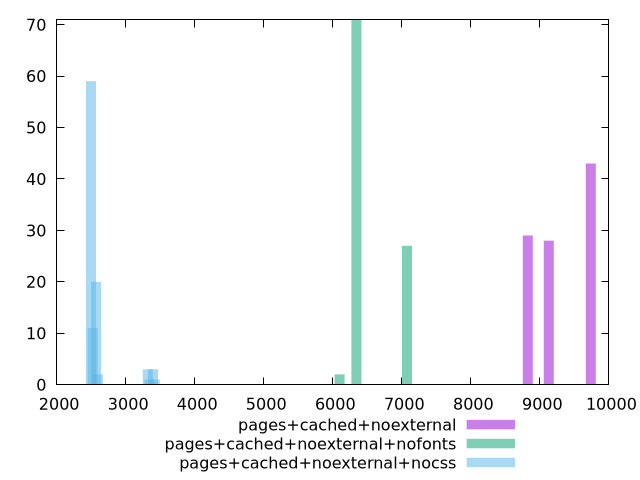 70
60
50
40
30
20
10
0
2000 3000 4000 5000 6000 7000 8000 9000 10000
pages+cached+noexternal
pages+cached+noexternal+nofonts
pages+cached+noexternal+nocss